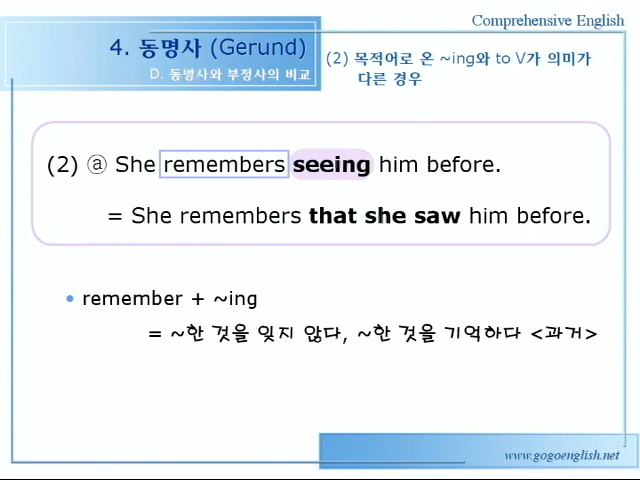 Comprehensive English
4. 동명사 (Gerund)
D. 동명사와 부정사의 비교
(2) 목적어로 온 ~ing와 to V가 의미가
다른 경우
(2) ⓐ She remembers seeing him before.
= She remembers that she saw him before.
• remember + ~ing
= ~한 것을 잊지 않다, ~한 것을 기억하다 <과거>
www.gogoenglish.net